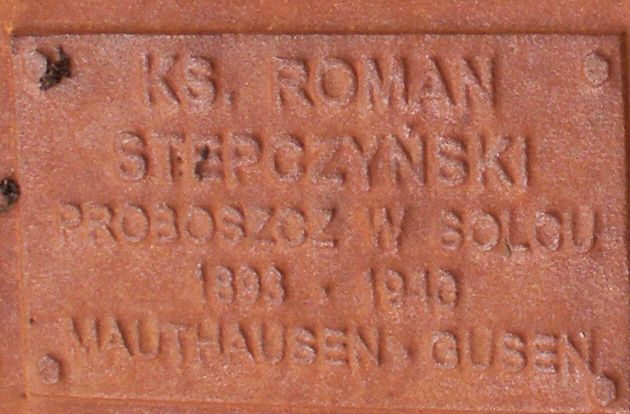 KS. ROMAN
STEPCZYŃSKI
PROBOSZCZ W SOLCU
1893 - 1940
MAUTHAUSEN - GUSEN